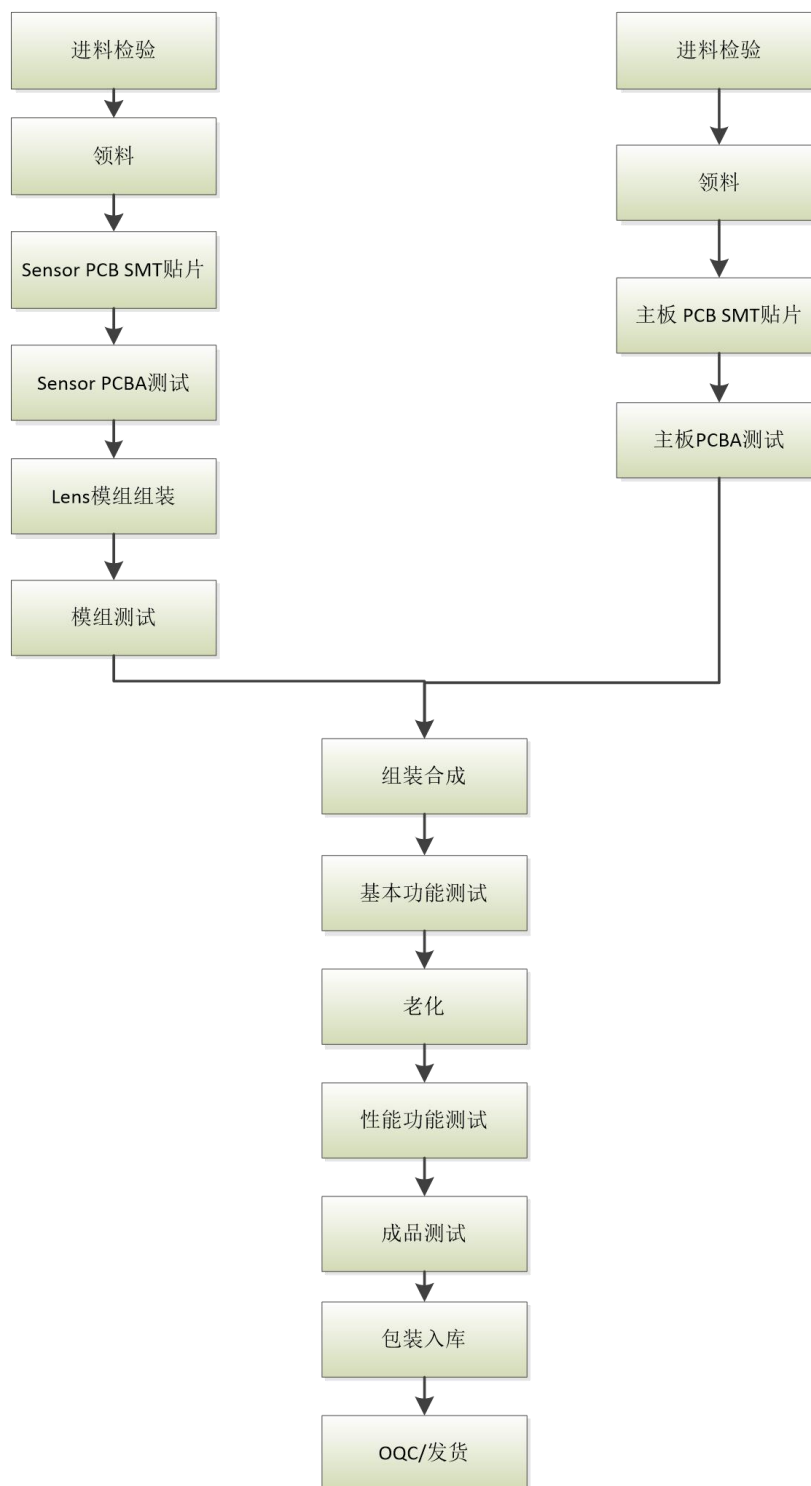 进料检验
领料
Sensor PCB SMT贴片
Sensor PCBA测试
Lens模组组装
模组测试
进料检验
领料
主板 PCB SMT贴片
主板PCBA测试
组装合成
基本功能测试
老化
性能功能测试
成品测试
包装入库
OQC/发货